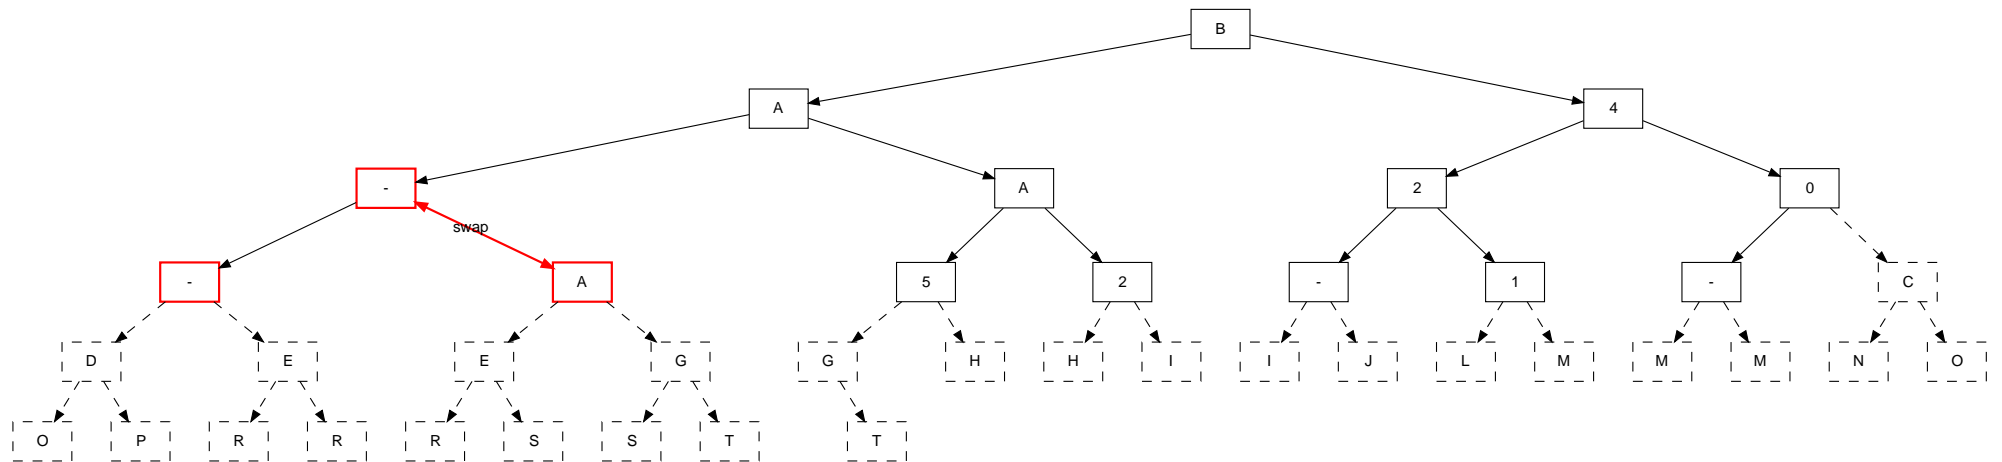 B
A 4
- A 2 0
swap
- A 5 2 - 1 - C
D E E G G H H I I J L M M M N O
O P R R R S S T T